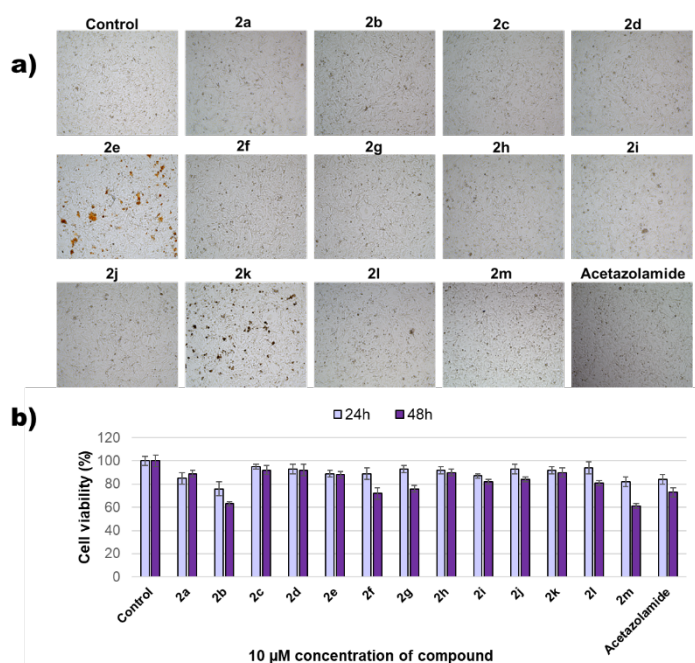 a)
Control 2a 2b 2c 2d
2e 2f 2g 2h 2i
2j 2k 2l 2m Acetazolamide
b)
24h 48h
Cell viability (%)
120
100
80
60
40
20
0
Control 2a 2b 2c 2d 2e 2f 2g 2h 2i 2j 2k 2l 2m Acetazolamide
10 µM concentration of compound